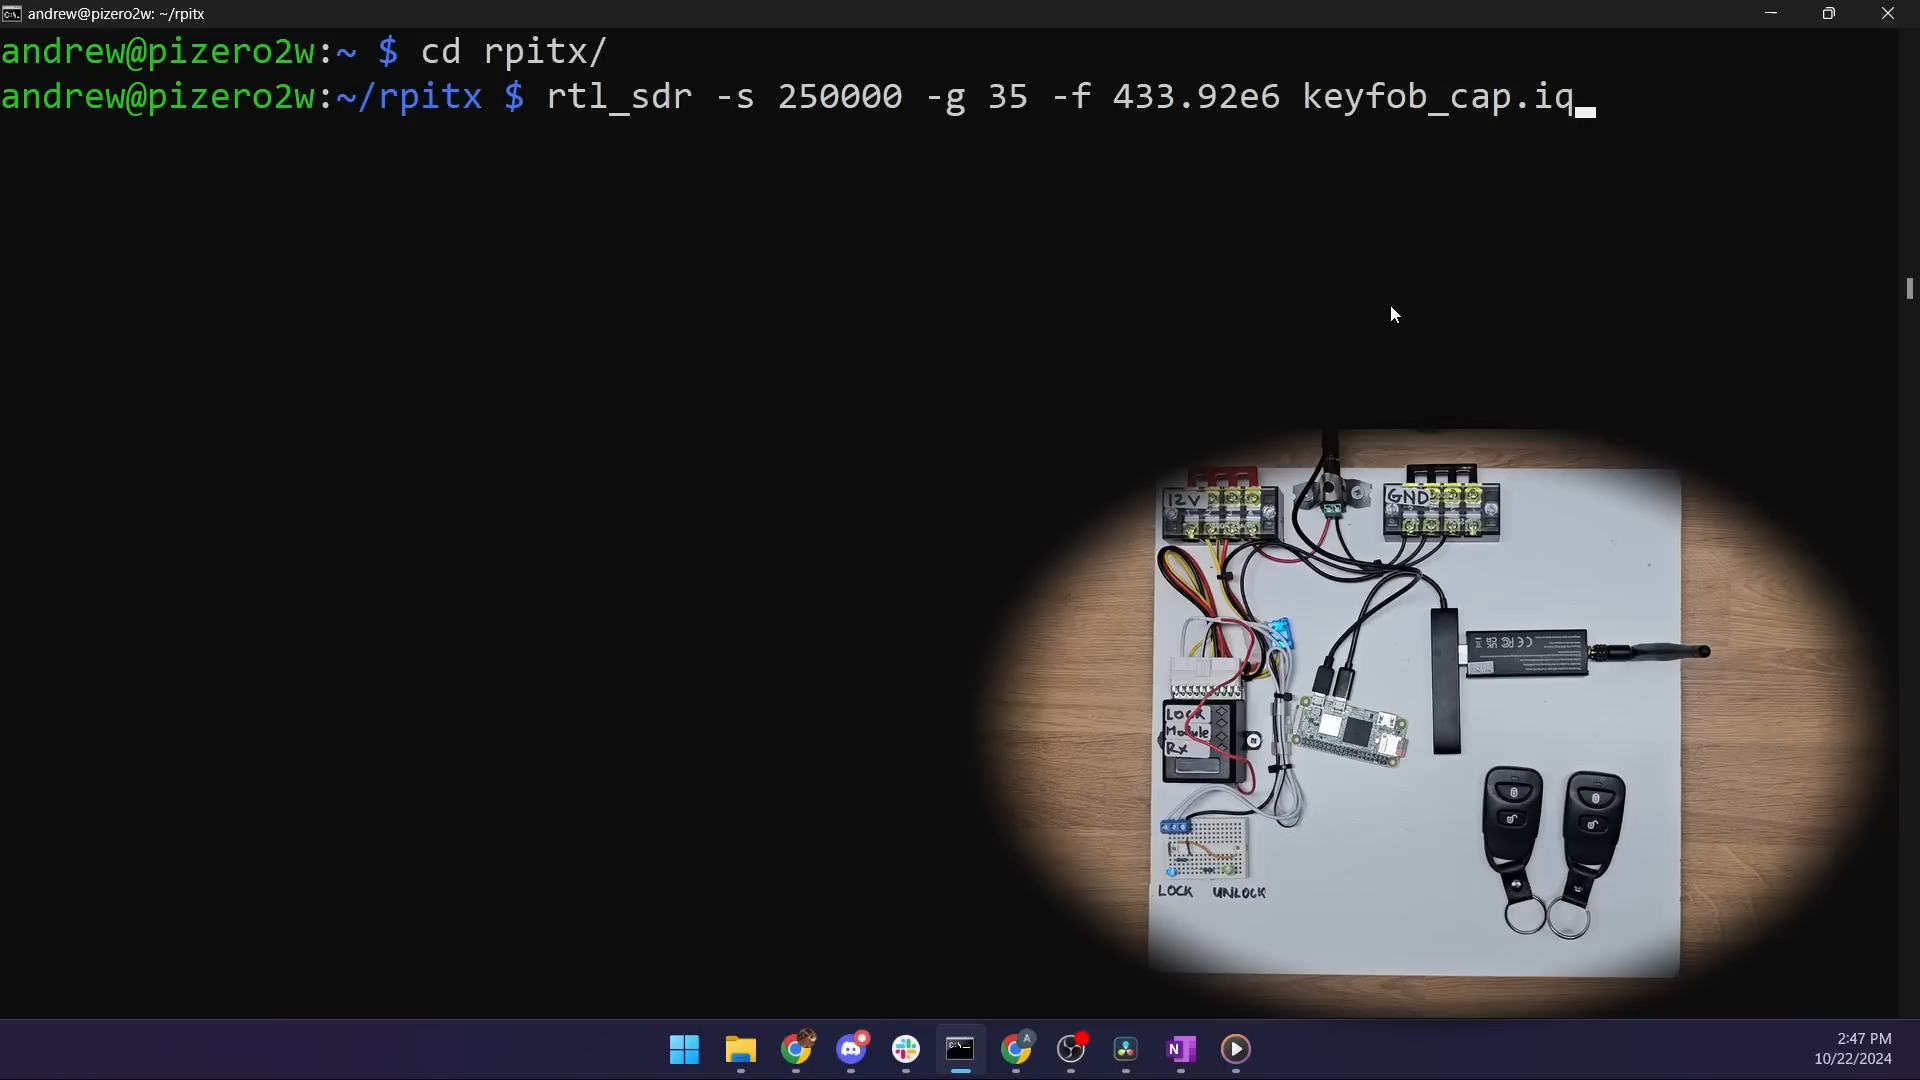 andrew@pizero2w: ~/rpitx
andrew@pizero2w:~ $ cd rpitx/
andrew@pizero2w:~/rpitx $ rtl_sdr -s 250000 -g 35 -f 433.92e6 keyfob_cap.iq
12V
GND
LOCK
Module
Rx
LOCK UNLOCK
2:47 PM
10/22/2024